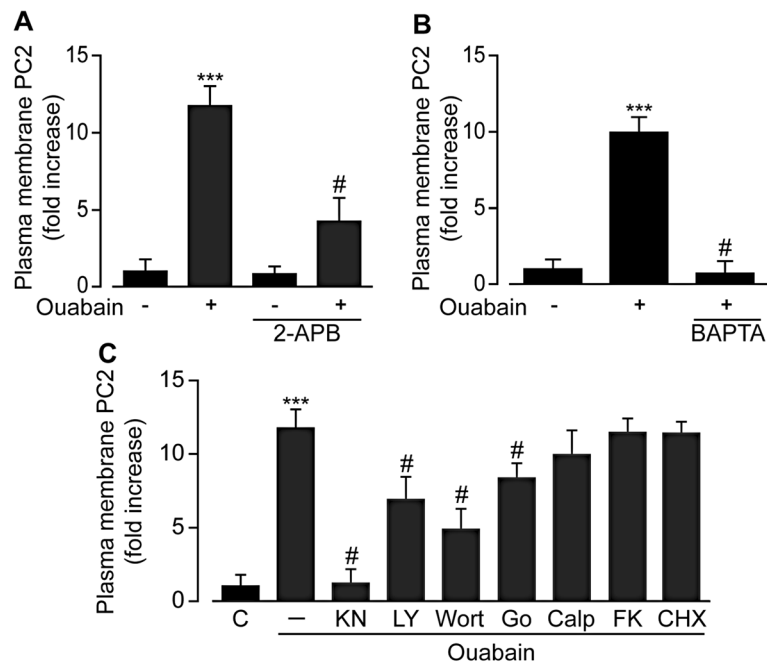 A
Plasma membrane PC2
(fold increase)
15
10
5
0
***
#
Ouabain - + - +
2-APB
B
Plasma membrane PC2
(fold increase)
15
10
5
0
***
#
Ouabain - + +
BAPTA
C
Plasma membrane PC2
(fold increase)
15
10
5
0
***
#
#
#
#
C – KN LY Wort Go Calp FK CHX
Ouabain